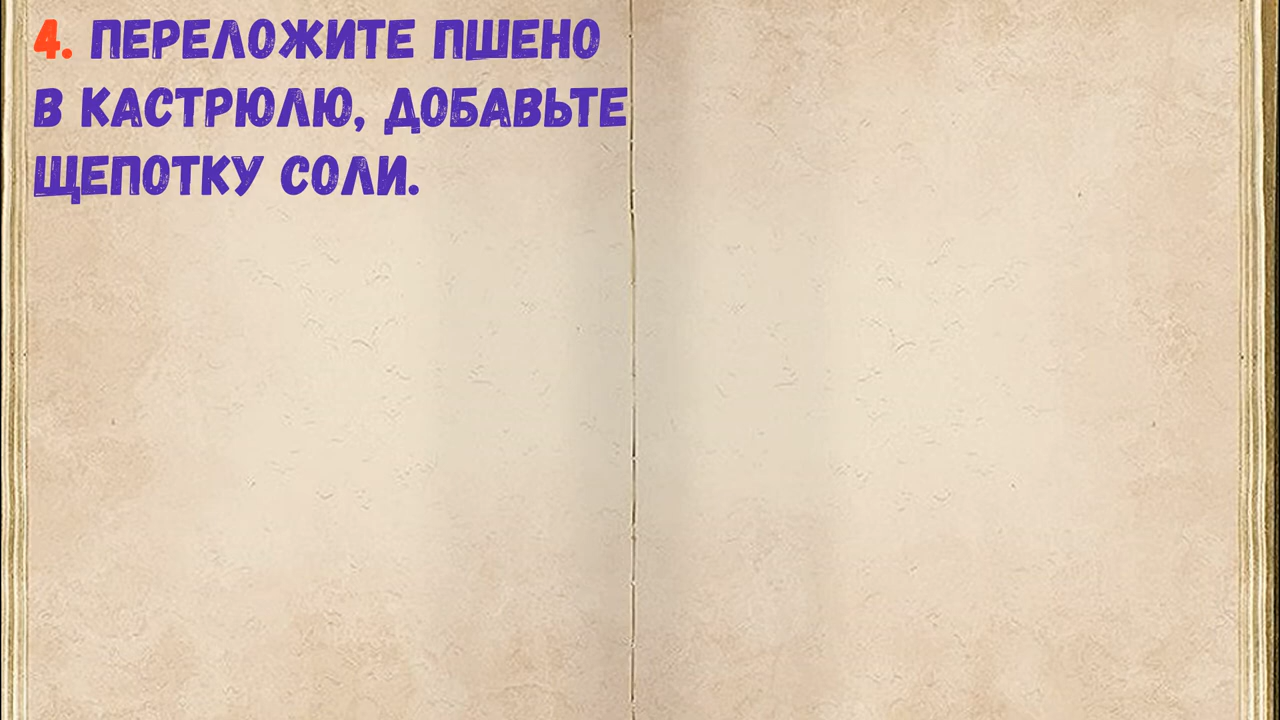 4. ПЕРЕЛОЖИТЕ ПШЕНО
В КАСТРЮЛЮ, ДОБАВЬТЕ
ЩЕПОТКУ СОЛИ.